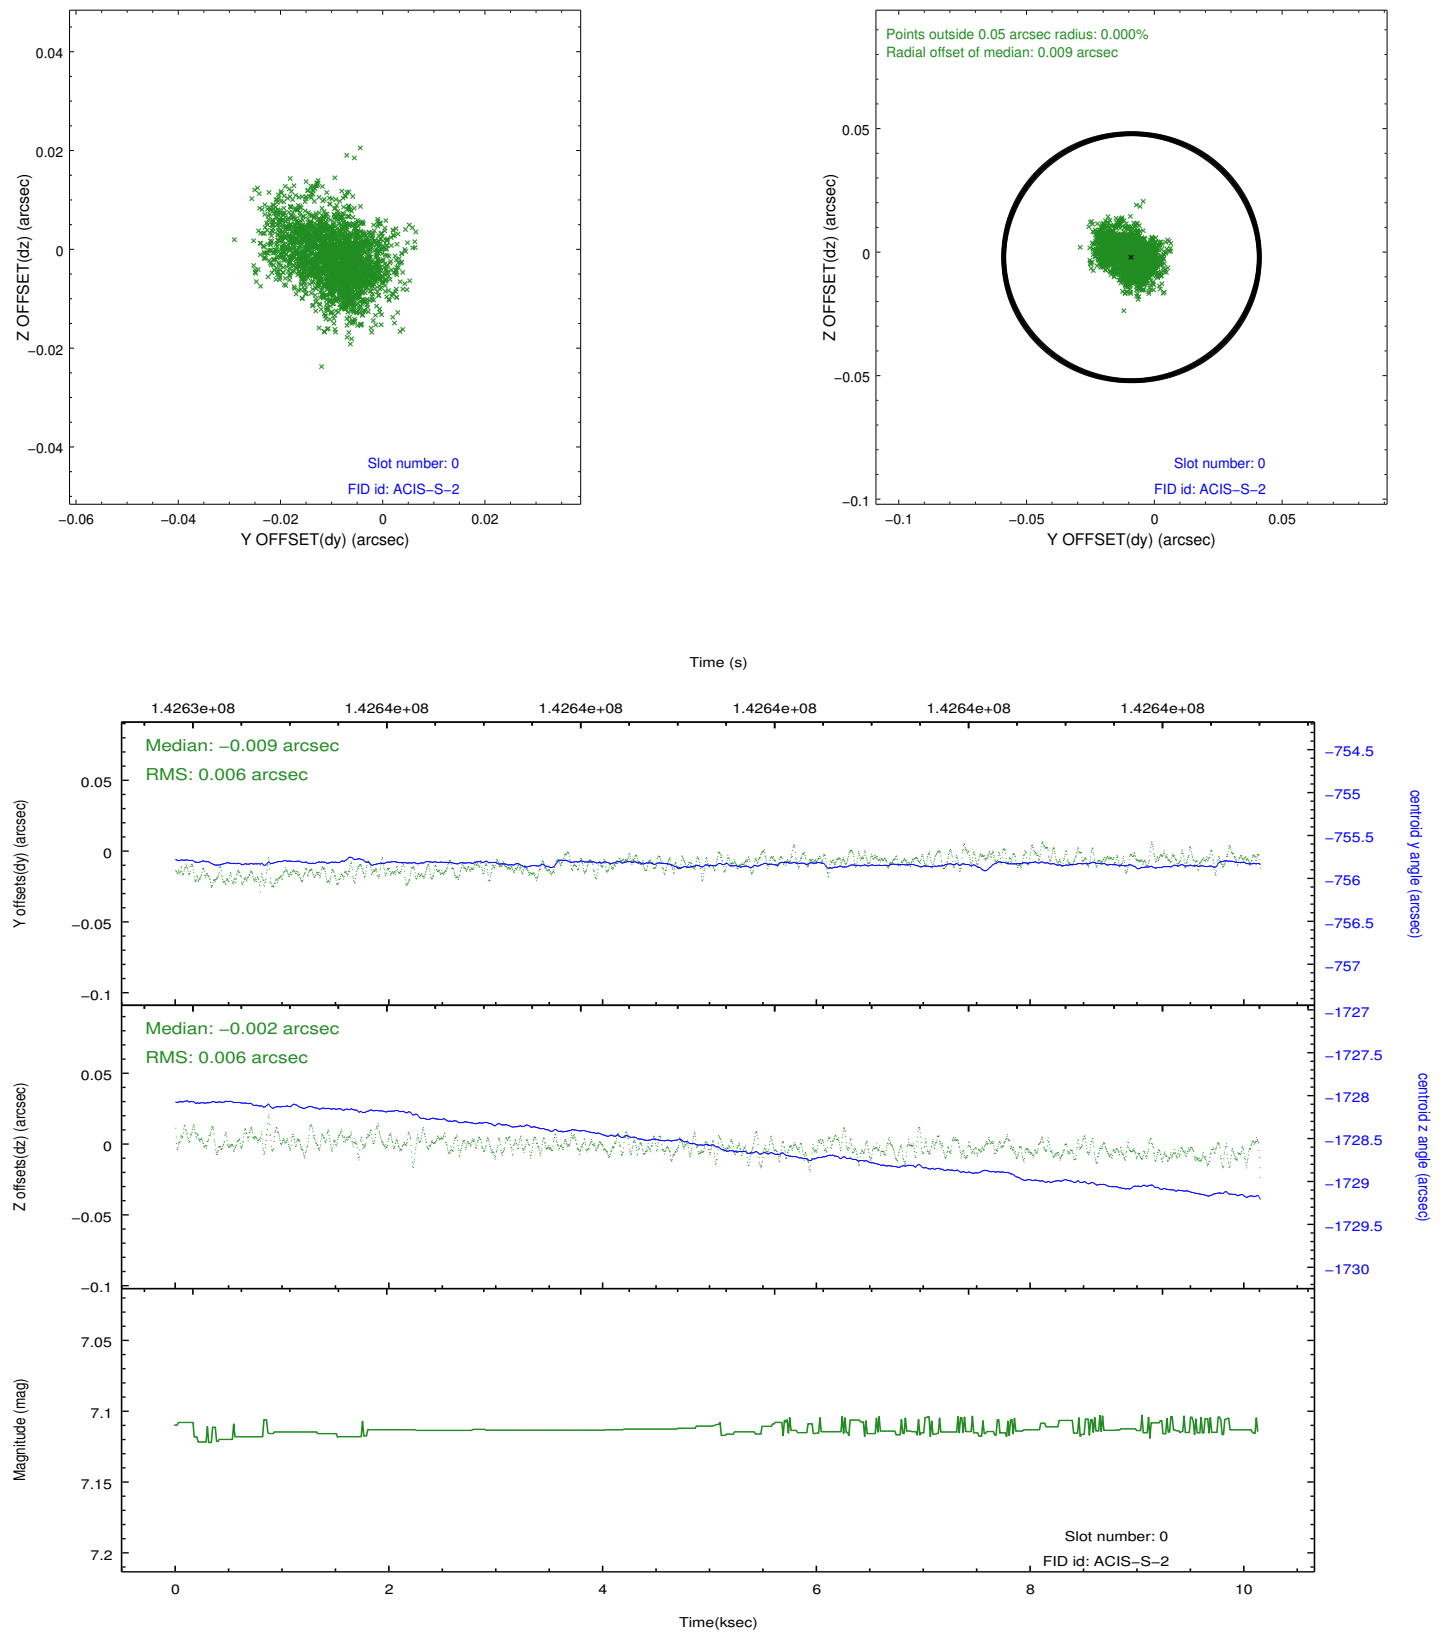 0.04
0.02
0
−0.02
−0.04
Z OFFSET(dz) (arcsec)
Slot number: 0
FID id: ACIS−S−2
−0.06
−0.04
−0.02
0
0.02
Y OFFSET(dy) (arcsec)
Points outside 0.05 arcsec radius: 0.000%
Radial offset of median: 0.009 arcsec
0.05
0
−0.05
−0.1
Z OFFSET(dz) (arcsec)
Slot number: 0
FID id: ACIS−S−2
−0.1
−0.05
0
0.05
Y OFFSET(dy) (arcsec)
Time (s)
1.4263e+08
1.4264e+08
1.4264e+08
1.4264e+08
1.4264e+08
1.4264e+08
Median: −0.009 arcsec
RMS: 0.006 arcsec
0.05
0
−0.05
−0.1
Y offsets(dy) (arcsec)
−754.5
−755
−755.5
−756
−756.5
−757
centroid y angle (arcsec)
Median: −0.002 arcsec
RMS: 0.006 arcsec
0.05
0
−0.05
−0.1
Z offsets(dz) (arcsec)
−1727
−1727.5
−1728
−1728.5
−1729
−1729.5
−1730
centroid z angle (arcsec)
7.05
7.1
7.15
7.2
Magnitude (mag)
Slot number: 0
FID id: ACIS−S−2
0
2
4
6
8
10
Time(ksec)